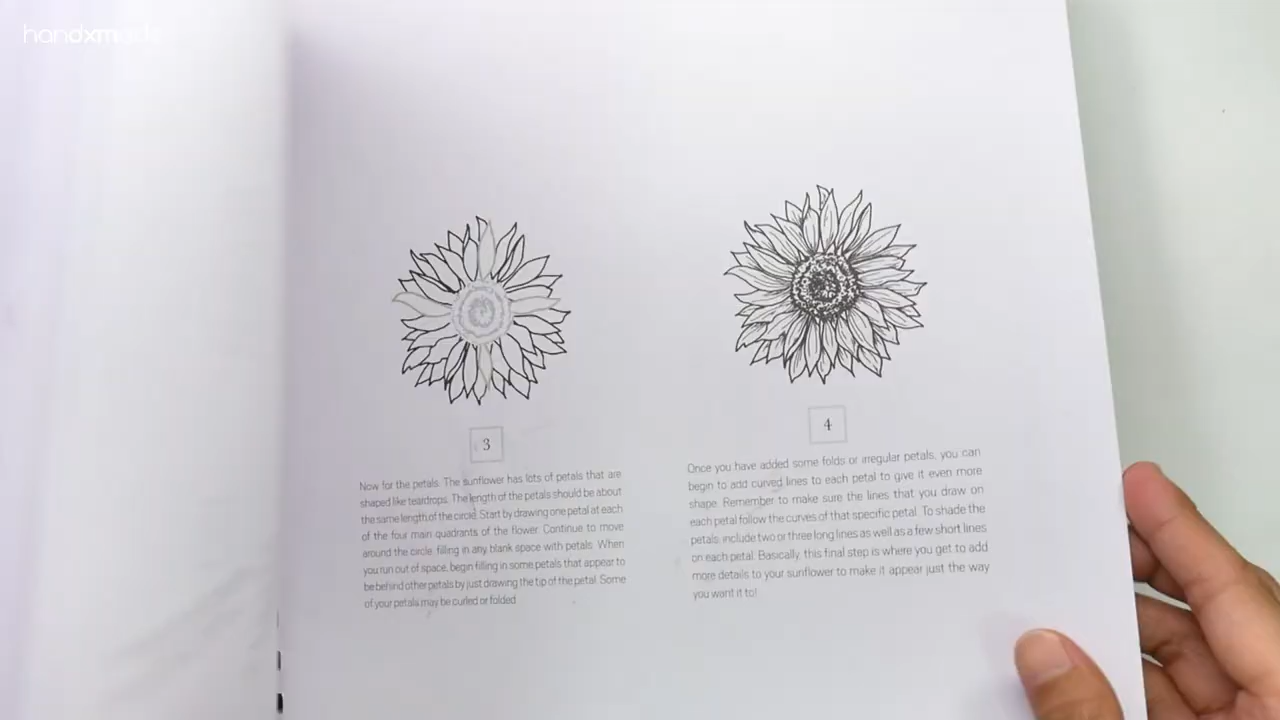 handxmade
3
Now for the petals. The sunflower has lots of petals that are
shaped like teardrops. The length of the petals should be about
the same length of the circle. Start by drawing one petal at each
of the four main quadrants of the flower. Continue to move
around the circle, filling in any blank space with petals. When
you run out of space, begin filling in some petals that appear to
be behind other petals by just drawing the tip of the petal. Some
of your petals may be curled or folded.
4
Once you have added some folds or irregular petals, you can
begin to add curved lines to each petal to give it even more
shape. Remember to make sure the lines that you draw on
each petal follow the curves of that specific petal. To shade the
petals, include two or three long lines as well as a few short lines
on each petal. Basically, this final step is where you get to add
more details to your sunflower to make it appear just the way
you want it to!